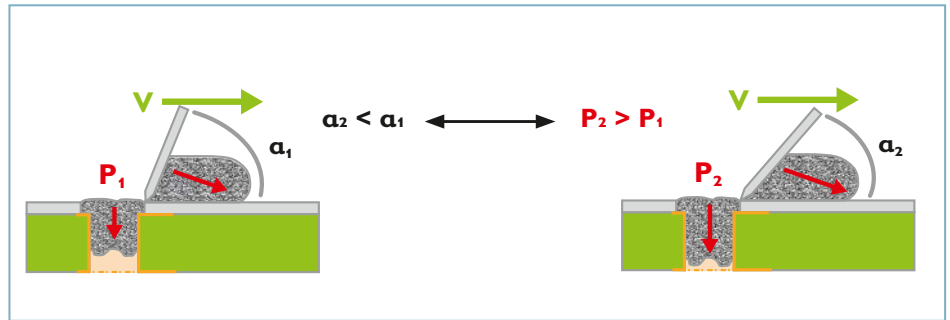 V
a₁
P₁
a₂ < a₁
P₂ > P₁
V
a₂
P₂